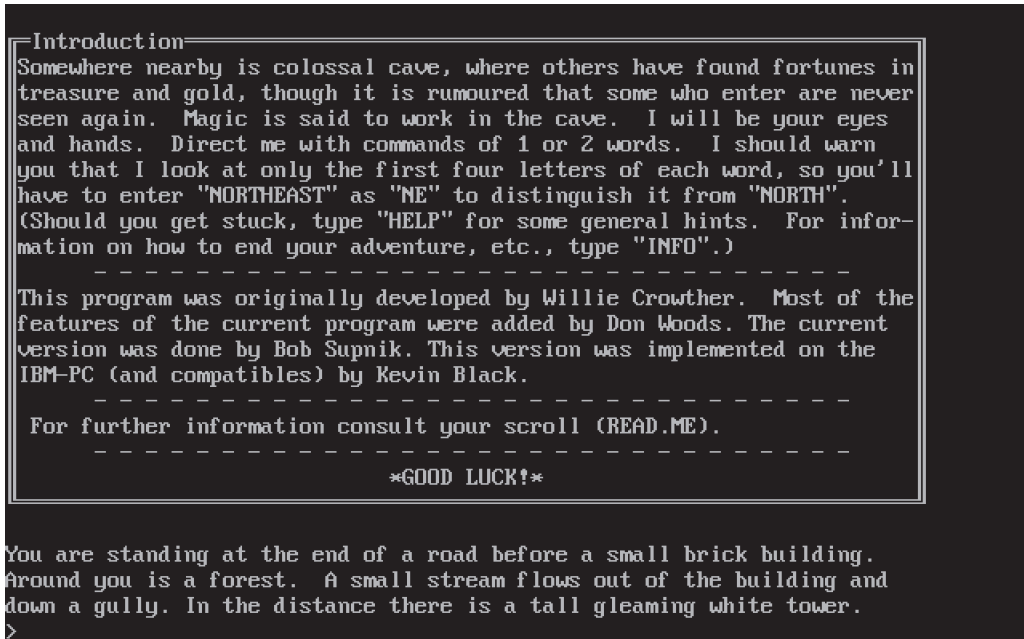 Introduction
Somewhere nearby is colossal cave, where others have found fortunes in
treasure and gold, though it is rumoured that some who enter are never
seen again.  Magic is said to work in the cave.  I will be your eyes
and hands.  Direct me with commands of 1 or 2 words.  I should warn
you that I look at only the first four letters of each word, so you'll
have to enter "NORTHEAST" as "NE" to distinguish it from "NORTH".
(Should you get stuck, type "HELP" for some general hints.  For infor-
mation on how to end your adventure, etc., type "INFO".)
- - - - - - - - - - - - - - - - - - - - - - - - - - - - - -
This program was originally developed by Willie Crowther.  Most of the
features of the current program were added by Don Woods. The current
version was done by Bob Supnik. This version was implemented on the
IBM-PC (and compatibles) by Kevin Black.
- - - - - - - - - - - - - - - - - - - - - - - - - - - - - -
For further information consult your scroll (READ.ME).
- - - - - - - - - - - - - - - - - - - - - - - - - - - - - -
*GOOD LUCK!*
You are standing at the end of a road before a small brick building.
Around you is a forest.  A small stream flows out of the building and
down a gully. In the distance there is a tall gleaming white tower.
>